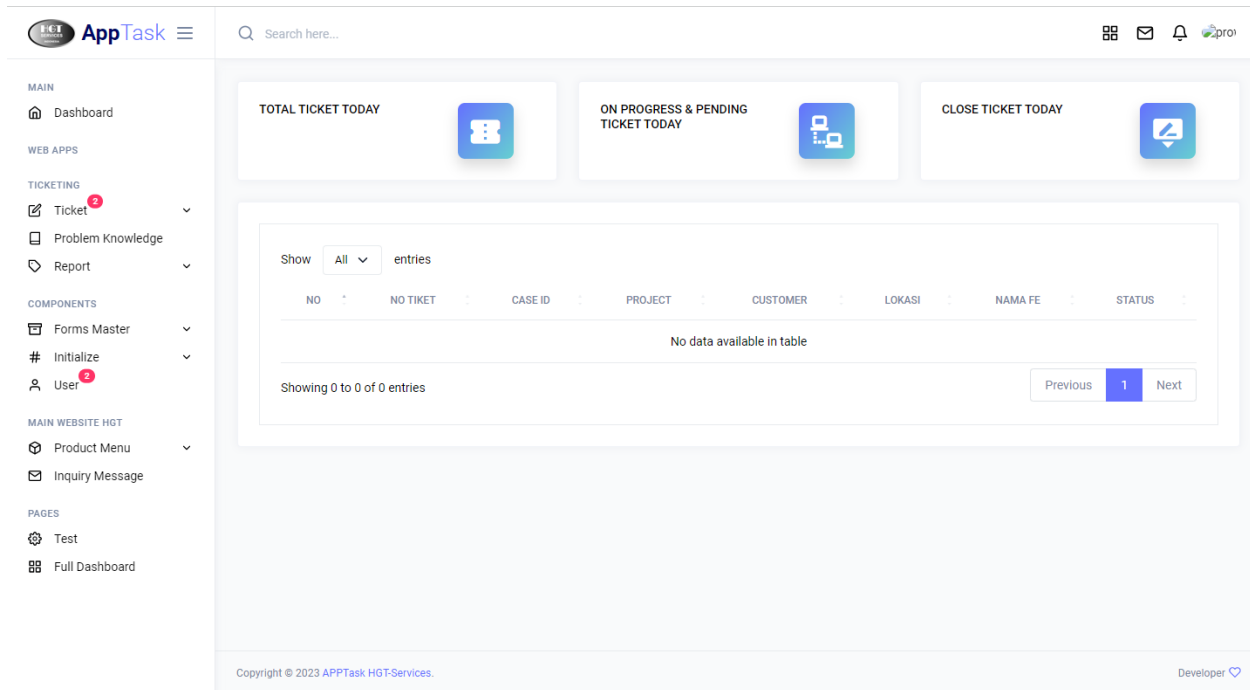 HGT
SERVICES
AppTask
Search here...
prov
MAIN
Dashboard
WEB APPS
TICKETING
Ticket 2
Problem Knowledge
Report
COMPONENTS
Forms Master
Initialize
User 2
MAIN WEBSITE HGT
Product Menu
Inquiry Message
PAGES
Test
Full Dashboard
TOTAL TICKET TODAY
ON PROGRESS & PENDING
TICKET TODAY
CLOSE TICKET TODAY
Show All entries
NO NO TIKET CASE ID PROJECT CUSTOMER LOKASI NAMA FE STATUS
No data available in table
Showing 0 to 0 of 0 entries
Previous 1 Next
Copyright © 2023 APPTask HGT-Services.
Developer